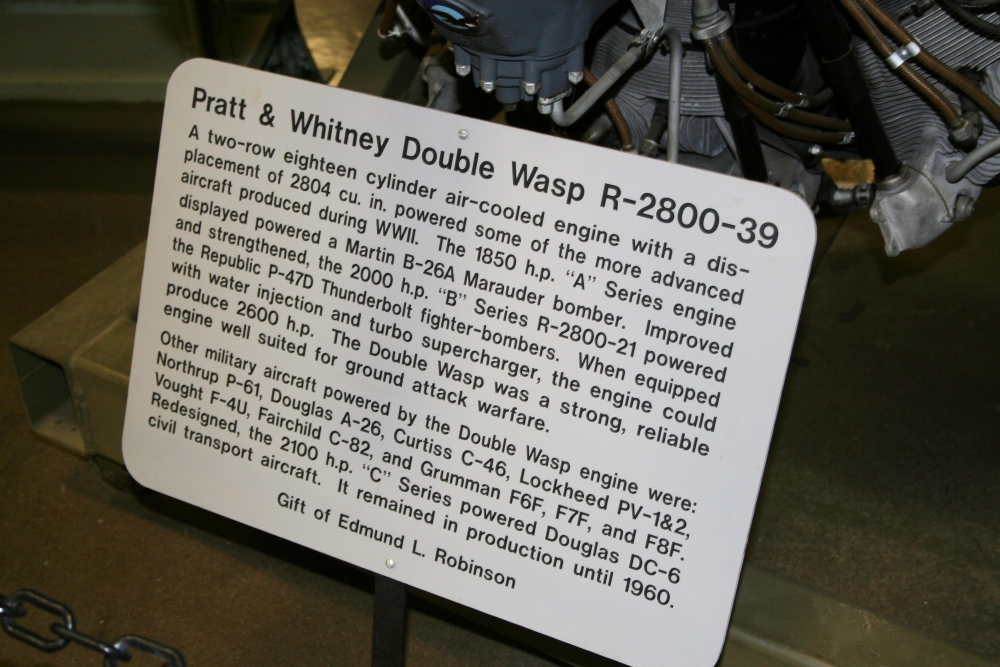 Pratt & Whitney Double Wasp R-2800-39
A two-row eighteen cylinder air-cooled engine with a dis-
placement of 2804 cu. in. powered some of the more advanced
aircraft produced during WWII. The 1850 h.p. "A" Series engine
displayed powered a Martin B-26A Marauder bomber. Improved
and strengthened, the 2000 h.p. "B" Series R-2800-21 powered
the Republic P-47D Thunderbolt fighter-bombers. When equipped
with water injection and turbo supercharger, the engine could
produce 2600 h.p. The Double Wasp was a strong, reliable
engine well suited for ground attack warfare.
Other military aircraft powered by the Double Wasp engine were:
Northrup P-61, Douglas A-26, Curtiss C-46, Lockheed PV-1&2,
Vought F-4U, Fairchild C-82, and Grumman F6F, F7F, and F8F.
Redesigned, the 2100 h.p. "C" Series powered Douglas DC-6
civil transport aircraft. It remained in production until 1960.
Gift of Edmund L. Robinson